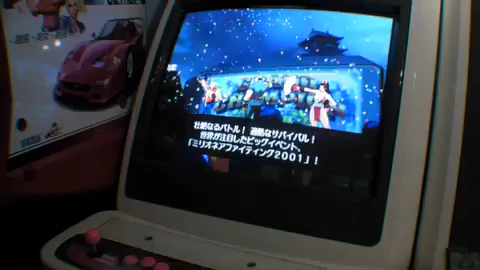 壮絶なるバトル！ 過酷なサバイバル！
世界が注目したビッグイベント、
「ミリオネアファイティング2001」！
SEGA